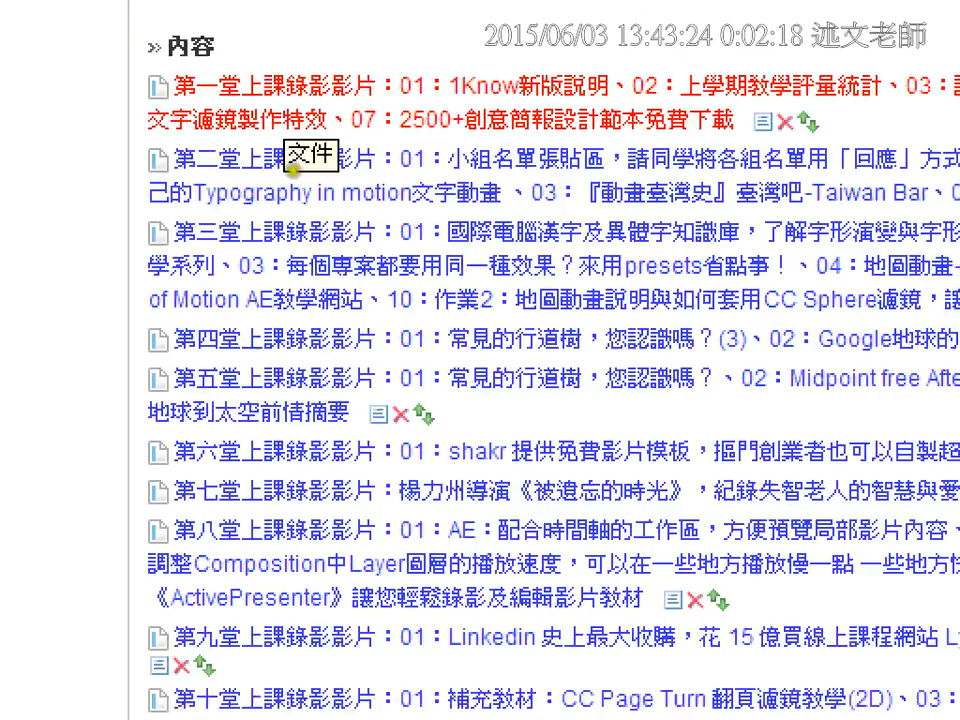 2015/06/03 13:43:24 0:02:18 述文老師
» 內容
第一堂上課錄影影片：01：1Know新版說明、02：上學期教學評量統計、03：
文字濾鏡製作特效、07：2500+創意簡報設計範本免費下載
文件
第二堂上課 影片：01：小組名單張貼區，請同學將各組名單用「回應」方式
己的Typography in motion文字動畫 、03：『動畫臺灣史』臺灣吧-Taiwan Bar、
第三堂上課錄影影片：01：國際電腦漢字及異體字知識庫，了解字形演變與字形
學系列、03：每個專案都要用同一種效果？來用presets省點事！、04：地圖動畫-
of Motion AE教學網站、10：作業2：地圖動畫說明與如何套用CC Sphere濾鏡，讓
第四堂上課錄影影片：01：常見的行道樹，您認識嗎？(3)、02：Google地球的
第五堂上課錄影影片：01：常見的行道樹，您認識嗎？、02：Midpoint free Afte
地球到太空前情摘要
第六堂上課錄影影片：01：shakr 提供免費影片模板，摳門創業者也可以自製超
第七堂上課錄影影片：楊力州導演《被遺忘的時光》，紀錄失智老人的智慧與愛
第八堂上課錄影影片：01：AE：配合時間軸的工作區，方便預覽局部影片內容、
調整Composition中Layer圖層的播放速度，可以在一些地方播放慢一點 一些地方快
《ActivePresenter》讓您輕鬆錄影及編輯影片教材
第九堂上課錄影影片：01：Linkedin 史上最大收購，花 15 億買線上課程網站 Ly
第十堂上課錄影影片：01：補充教材：CC Page Turn 翻頁濾鏡教學(2D)、03：